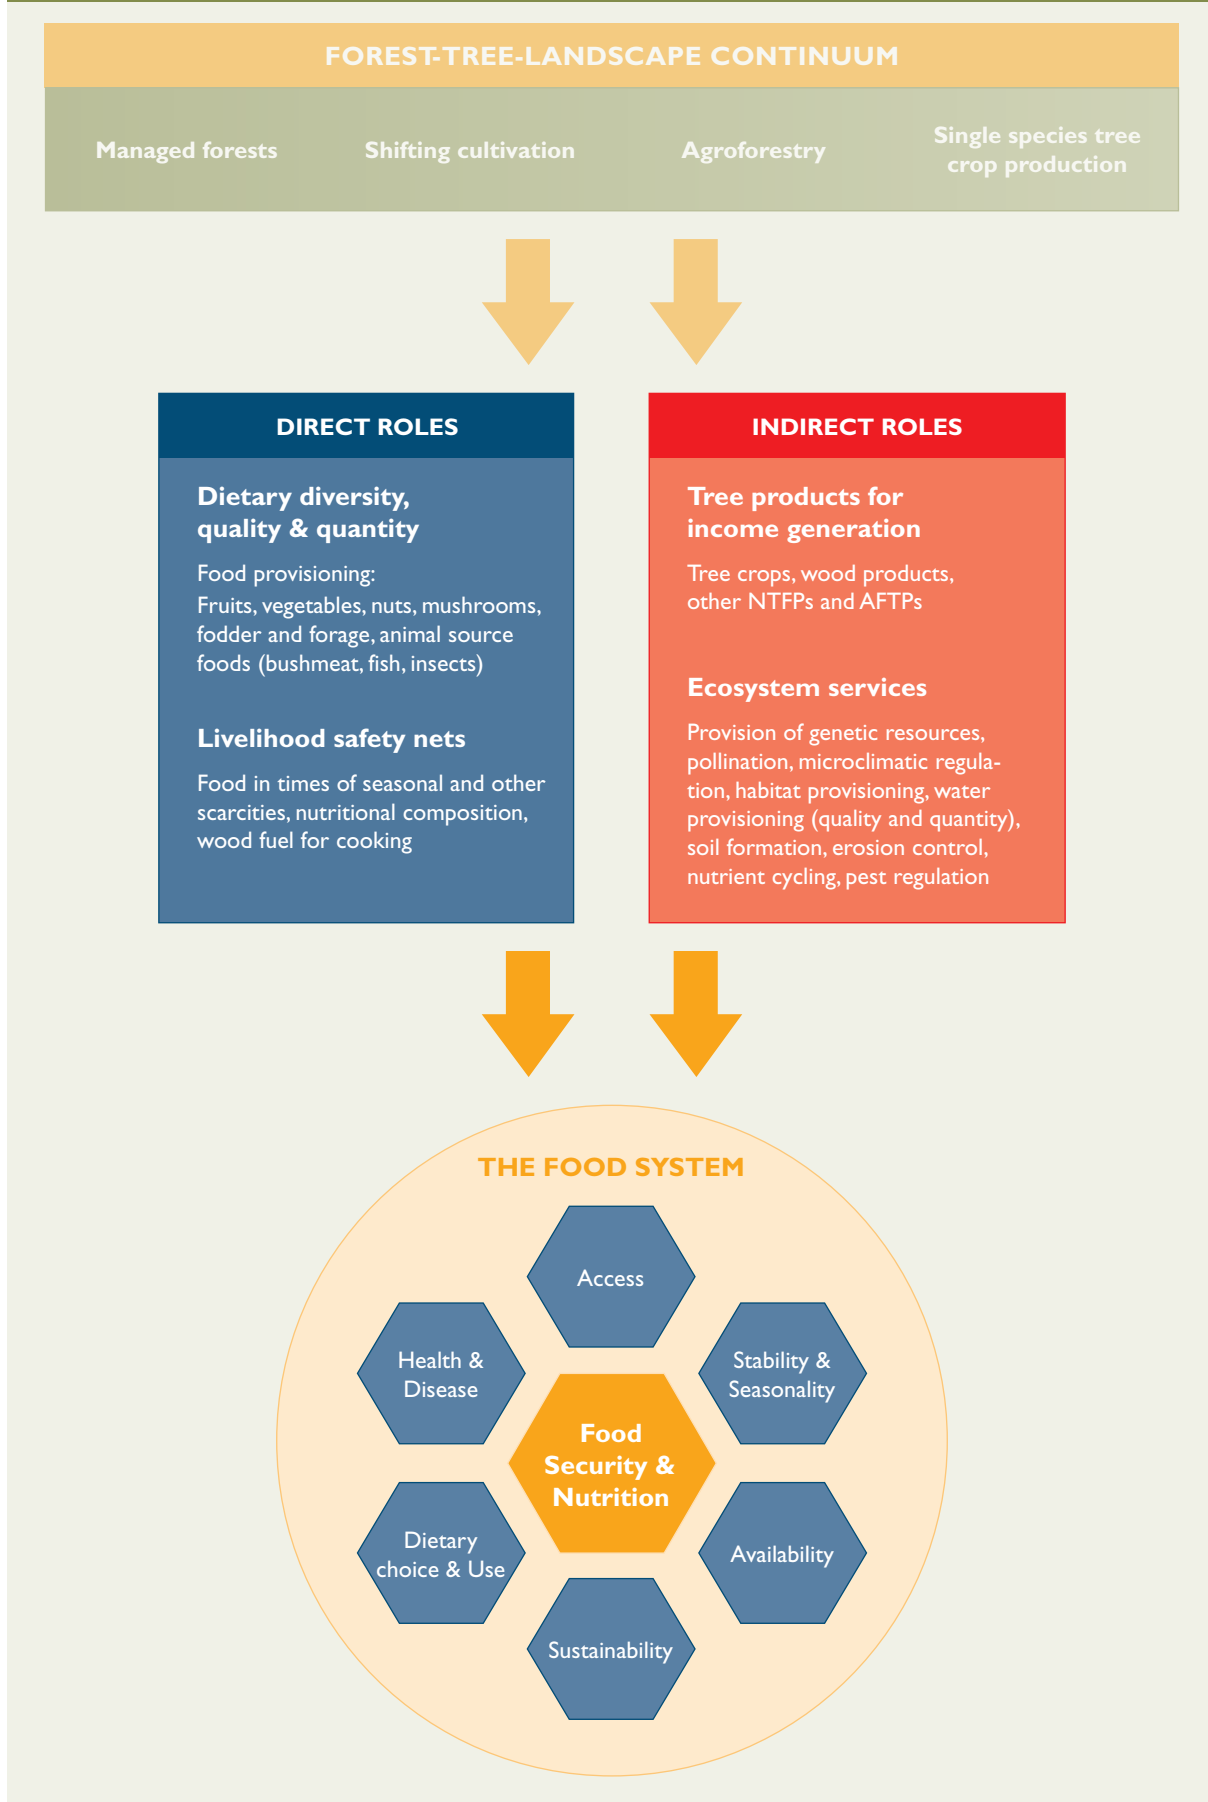 FOREST-TREE-LANDSCAPE CONTINUUM
Managed forests
Shifting cultivation
Agroforestry
Single species tree
crop production
DIRECT ROLES
Dietary diversity,
quality & quantity
Food provisioning:
Fruits, vegetables, nuts, mushrooms,
fodder and forage, animal source
foods (bushmeat, fish, insects)
Livelihood safety nets
Food in times of seasonal and other
scarcities, nutritional composition,
wood fuel for cooking
INDIRECT ROLES
Tree products for
income generation
Tree crops, wood products,
other NTFPs and AFTPs
Ecosystem services
Provision of genetic resources,
pollination, microclimatic regula-
tion, habitat provisioning, water
provisioning (quality and quantity),
soil formation, erosion control,
nutrient cycling, pest regulation
THE FOOD SYSTEM
Access
Health &
Disease
Stability &
Seasonality
Food
Security &
Nutrition
Dietary
choice & Use
Availability
Sustainability